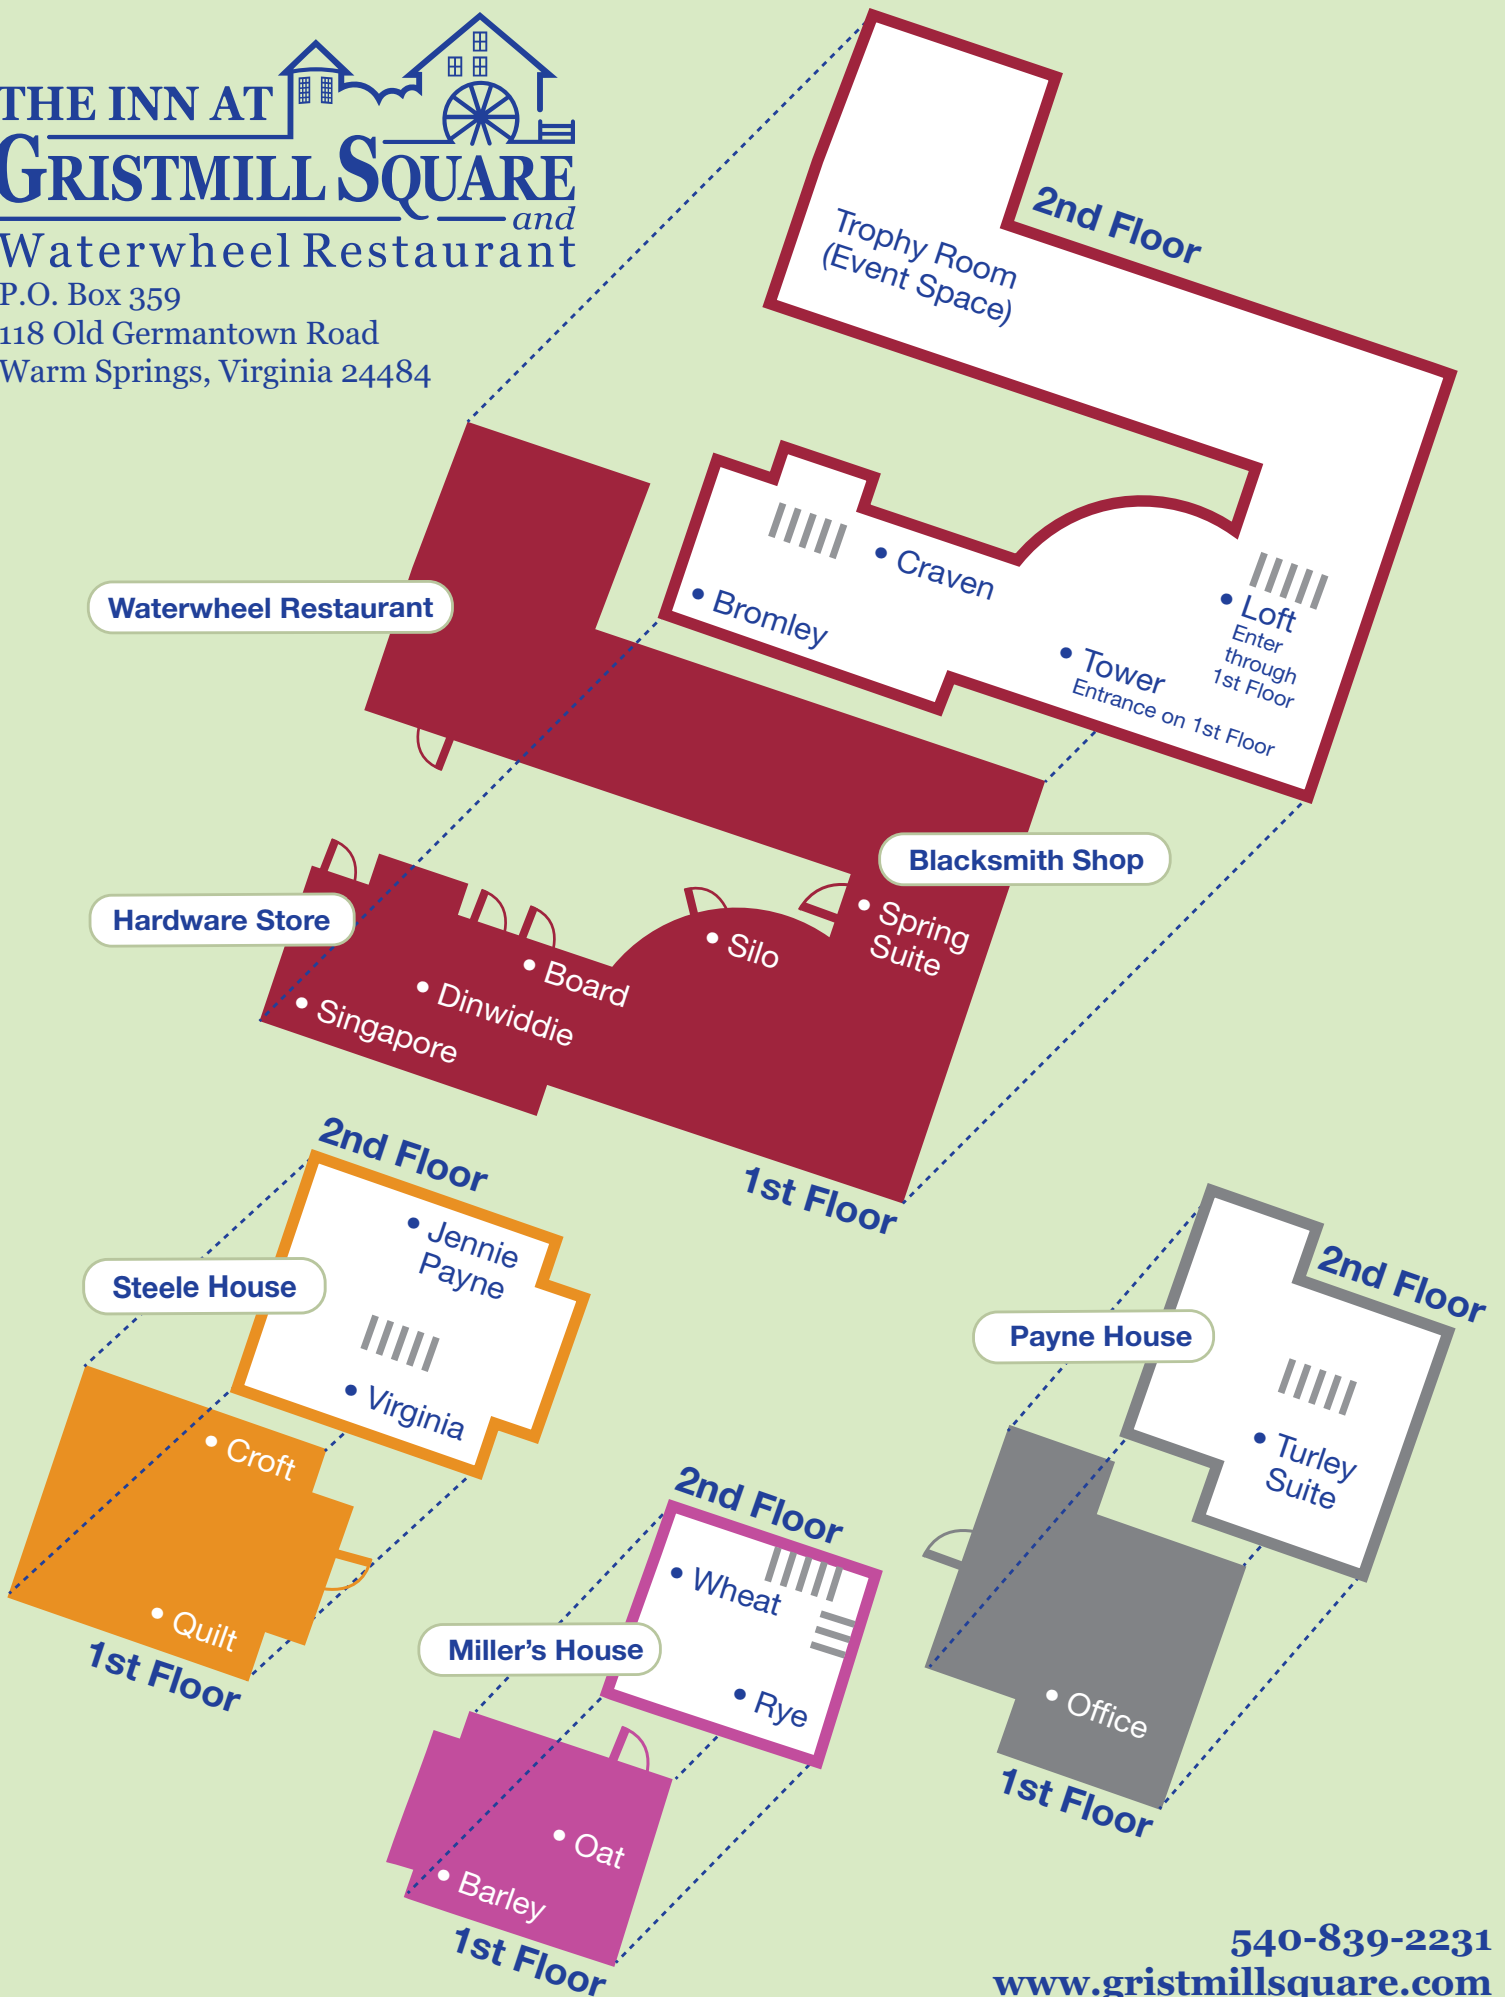 THE INN AT
GRISTMILL SQUARE
and
Waterwheel Restaurant
P.O. Box 359
118 Old Germantown Road
Warm Springs, Virginia 24484
2nd Floor
Trophy Room
(Event Space)
• Craven
• Bromley
• Loft
Enter
through
1st Floor
• Tower
Entrance on 1st Floor
Waterwheel Restaurant
Blacksmith Shop
Hardware Store
• Spring
Suite
• Silo
• Board
• Dinwiddie
• Singapore
1st Floor
2nd Floor
• Jennie
Payne
Steele House
• Virginia
• Croft
• Quilt
1st Floor
2nd Floor
Payne House
• Turley
Suite
• Office
1st Floor
2nd Floor
• Wheat
Miller’s House
• Rye
• Oat
• Barley
1st Floor
540-839-2231
www.gristmillsquare.com